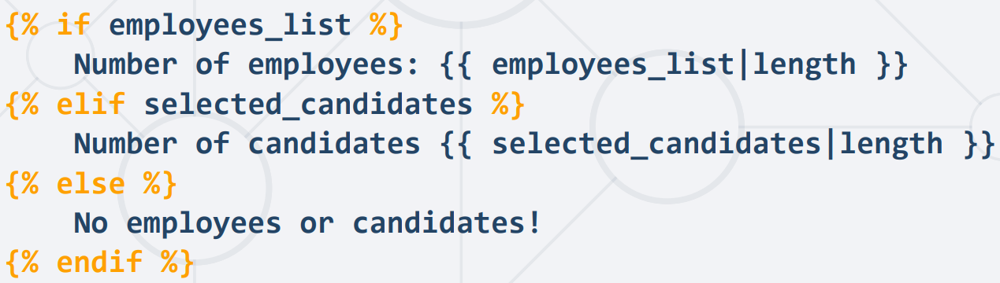 {% if employees_list %}
    Number of employees: {{ employees_list|length }}
{% elif selected_candidates %}
    Number of candidates {{ selected_candidates|length }}
{% else %}
    No employees or candidates!
{% endif %}